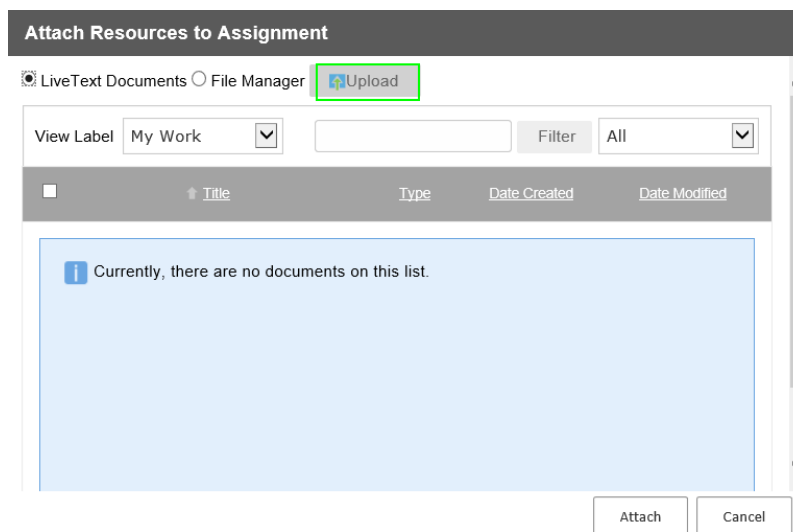 Attach Resources to Assignment
LiveText Documents File Manager Upload
View Label My Work Filter All
Title Type Date Created Date Modified
i Currently, there are no documents on this list.
Attach Cancel